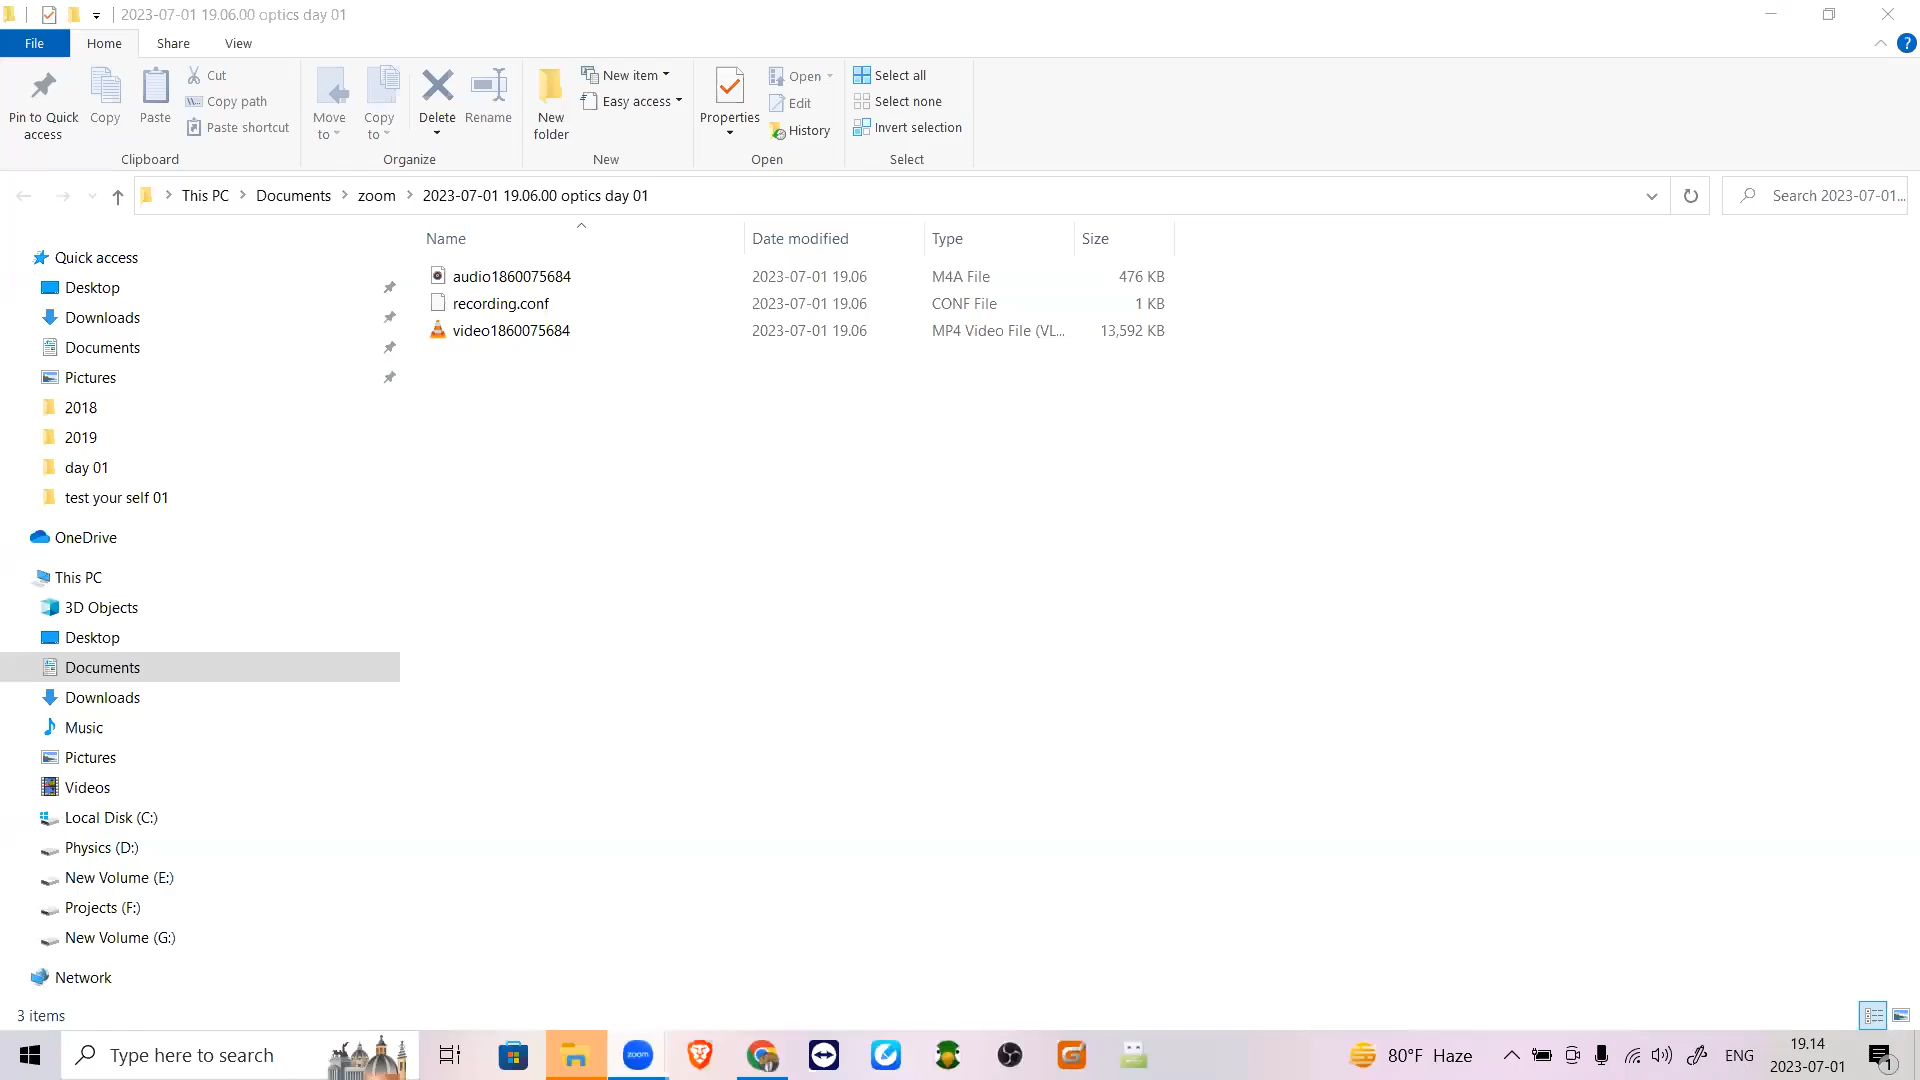 2023-07-01 19.06.00 optics day 01
File Home Share View
Pin to Quick access
Copy
Paste
Cut
Copy path
Paste shortcut
Clipboard
Move to
Copy to
Delete
Rename
Organize
New folder
New item
Easy access
New
Properties
Open
Edit
History
Open
Select all
Select none
Invert selection
Select
This PC Documents zoom 2023-07-01 19.06.00 optics day 01
Search 2023-07-01...
Name Date modified Type Size
audio1860075684 2023-07-01 19.06 M4A File 476 KB
recording.conf 2023-07-01 19.06 CONF File 1 KB
video1860075684 2023-07-01 19.06 MP4 Video File (VL... 13,592 KB
Quick access
Desktop
Downloads
Documents
Pictures
2018
2019
day 01
test your self 01
OneDrive
This PC
3D Objects
Desktop
Documents
Downloads
Music
Pictures
Videos
Local Disk (C:)
Physics (D:)
New Volume (E:)
Projects (F:)
New Volume (G:)
Network
3 items
Type here to search
zoom
80°F Haze
ENG
19.14
2023-07-01
1